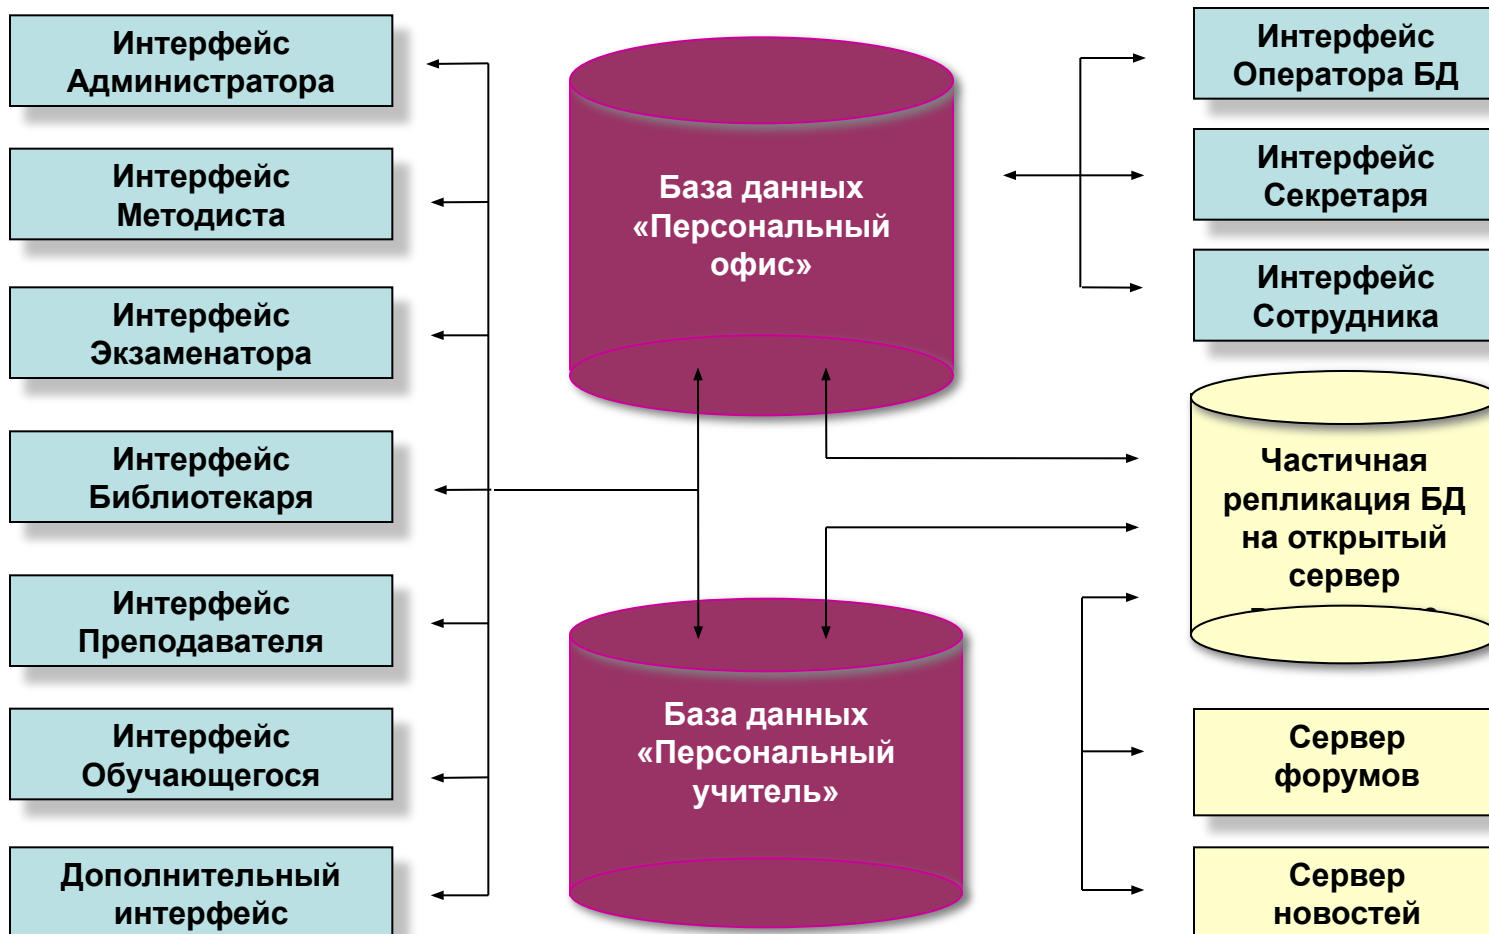 Интерфейс
Администратора
Интерфейс
Методиста
Интерфейс
Экзаменатора
Интерфейс
Библиотекаря
Интерфейс
Преподавателя
Интерфейс
Обучающегося
Дополнительный
интерфейс
База данных
«Персональный
офис»
База данных
«Персональный
учитель»
Интерфейс
Оператора БД
Интерфейс
Секретаря
Интерфейс
Сотрудника
Частичная
репликация БД
на открытый
сервер
Сервер
форумов
Сервер
новостей